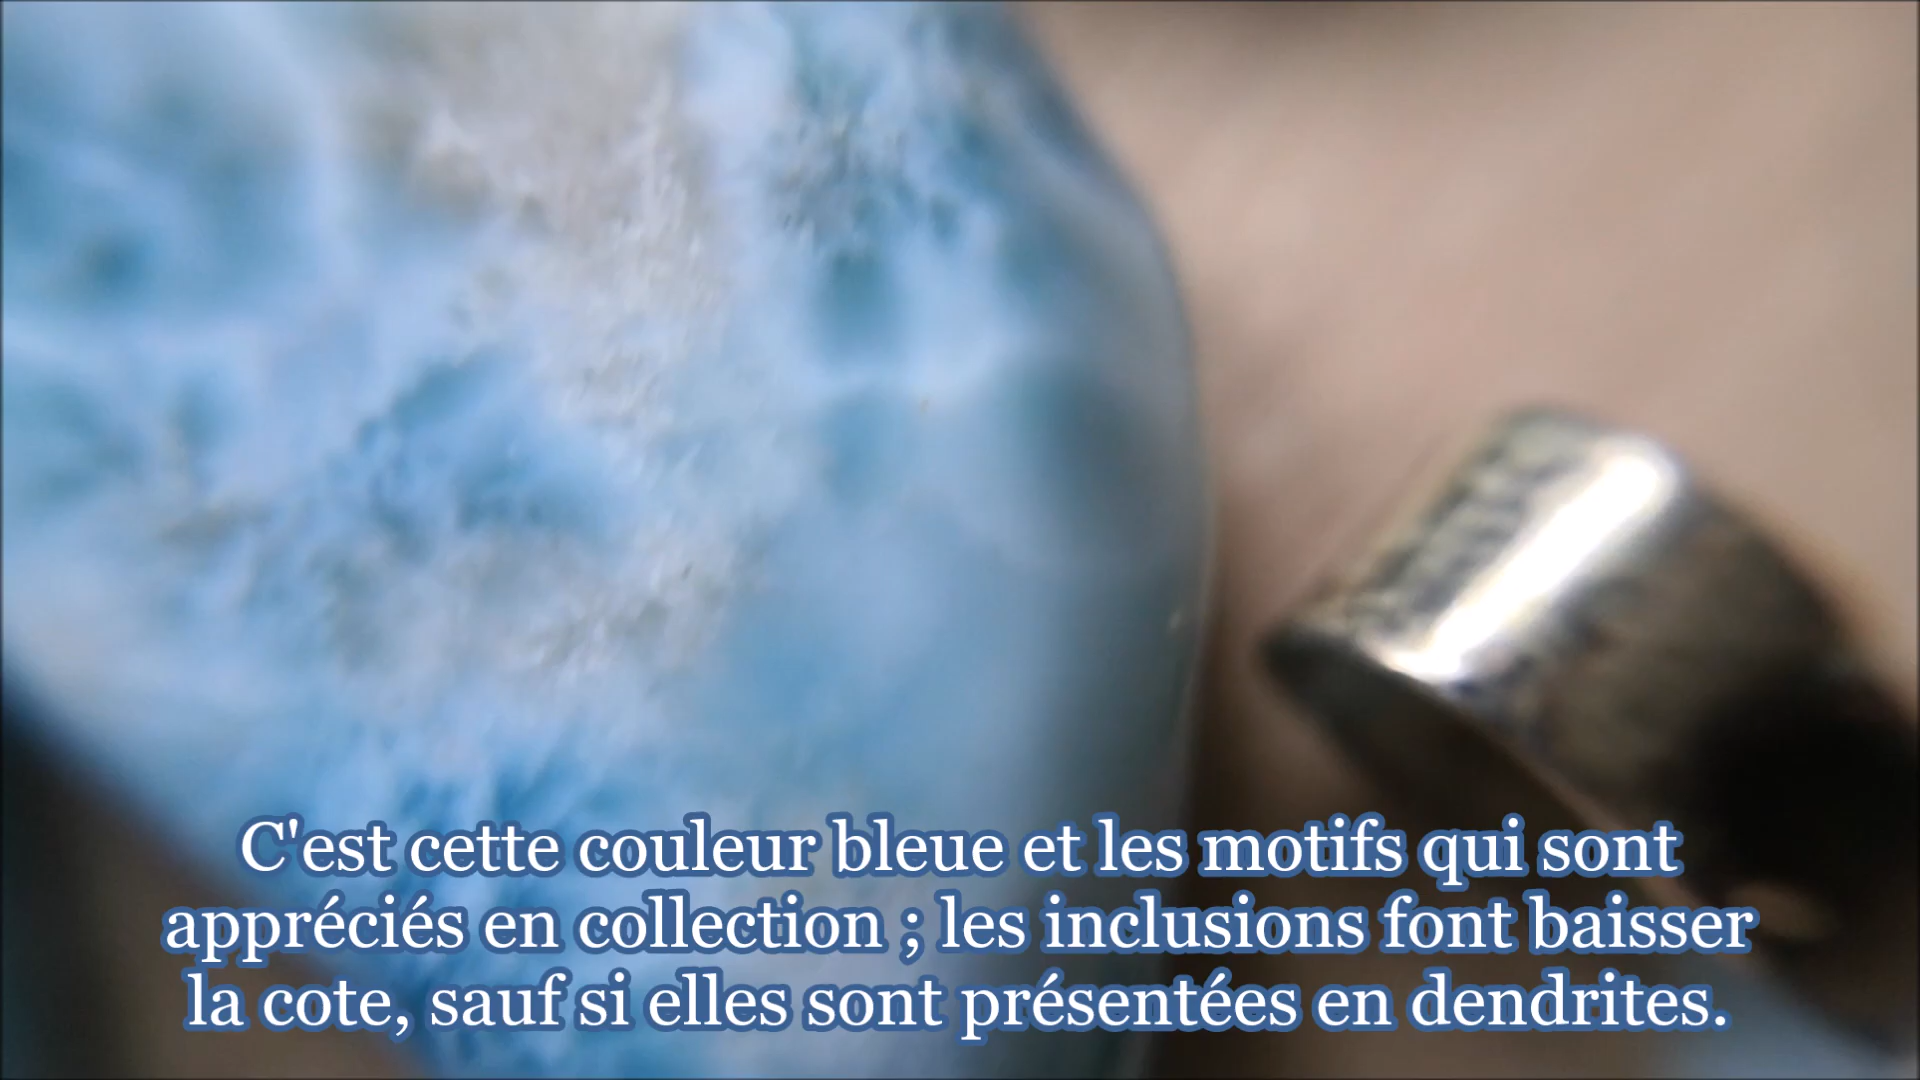 C'est cette couleur bleue et les motifs qui sont
appréciés en collection ; les inclusions font baisser
la cote, sauf si elles sont présentées en dendrites.